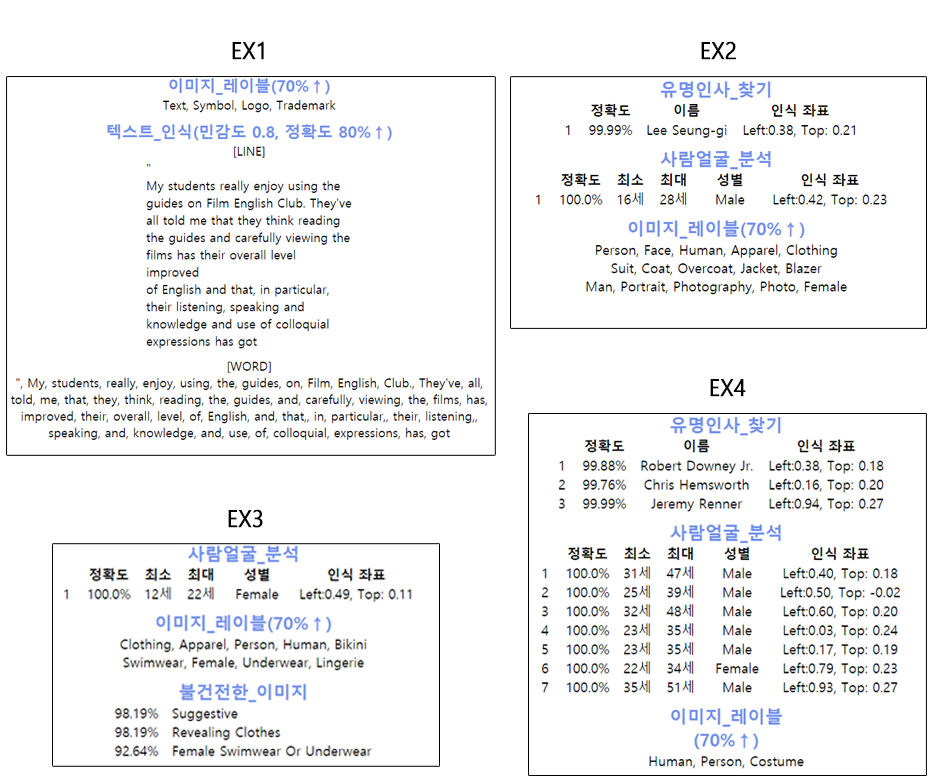 EX1
이미지_레이블(70%↑)
Text, Symbol, Logo, Trademark
텍스트_인식(민감도 0.8, 정확도 80%↑)
[LINE]
"
My students really enjoy using the
guides on Film English Club. They've
all told me that they think reading
the guides and carefully viewing the
films has their overall level
improved
of English and that, in particular,
their listening, speaking and
knowledge and use of colloquial
expressions has got
[WORD]
", My, students, really, enjoy, using, the, guides, on, Film, English, Club., They've, all,
told, me, that, they, think, reading, the, guides, and, carefully, viewing, the, films, has,
improved, their, overall, level, of, English, and, that,, in, particular,, their, listening,,
speaking, and, knowledge, and, use, of, colloquial, expressions, has, got
EX2
유명인사_찾기
정확도 이름 인식 좌표
1 99.99% Lee Seung-gi Left:0.38, Top: 0.21
사람얼굴_분석
정확도 최소 최대 성별 인식 좌표
1 100.0% 16세 28세 Male Left:0.42, Top: 0.23
이미지_레이블(70%↑)
Person, Face, Human, Apparel, Clothing
Suit, Coat, Overcoat, Jacket, Blazer
Man, Portrait, Photography, Photo, Female
EX3
사람얼굴_분석
정확도 최소 최대 성별 인식 좌표
1 100.0% 12세 22세 Female Left:0.49, Top: 0.11
이미지_레이블(70%↑)
Clothing, Apparel, Person, Human, Bikini
Swimwear, Female, Underwear, Lingerie
불건전한_이미지
98.19% Suggestive
98.19% Revealing Clothes
92.64% Female Swimwear Or Underwear
EX4
유명인사_찾기
정확도 이름 인식 좌표
1 99.88% Robert Downey Jr. Left:0.38, Top: 0.18
2 99.76% Chris Hemsworth Left:0.16, Top: 0.20
3 99.99% Jeremy Renner Left:0.94, Top: 0.27
사람얼굴_분석
정확도 최소 최대 성별 인식 좌표
1 100.0% 31세 47세 Male Left:0.40, Top: 0.18
2 100.0% 25세 39세 Male Left:0.50, Top: -0.02
3 100.0% 32세 48세 Male Left:0.60, Top: 0.20
4 100.0% 23세 35세 Male Left:0.03, Top: 0.24
5 100.0% 23세 35세 Male Left:0.17, Top: 0.19
6 100.0% 22세 34세 Female Left:0.79, Top: 0.23
7 100.0% 35세 51세 Male Left:0.93, Top: 0.27
이미지_레이블
(70%↑)
Human, Person, Costume